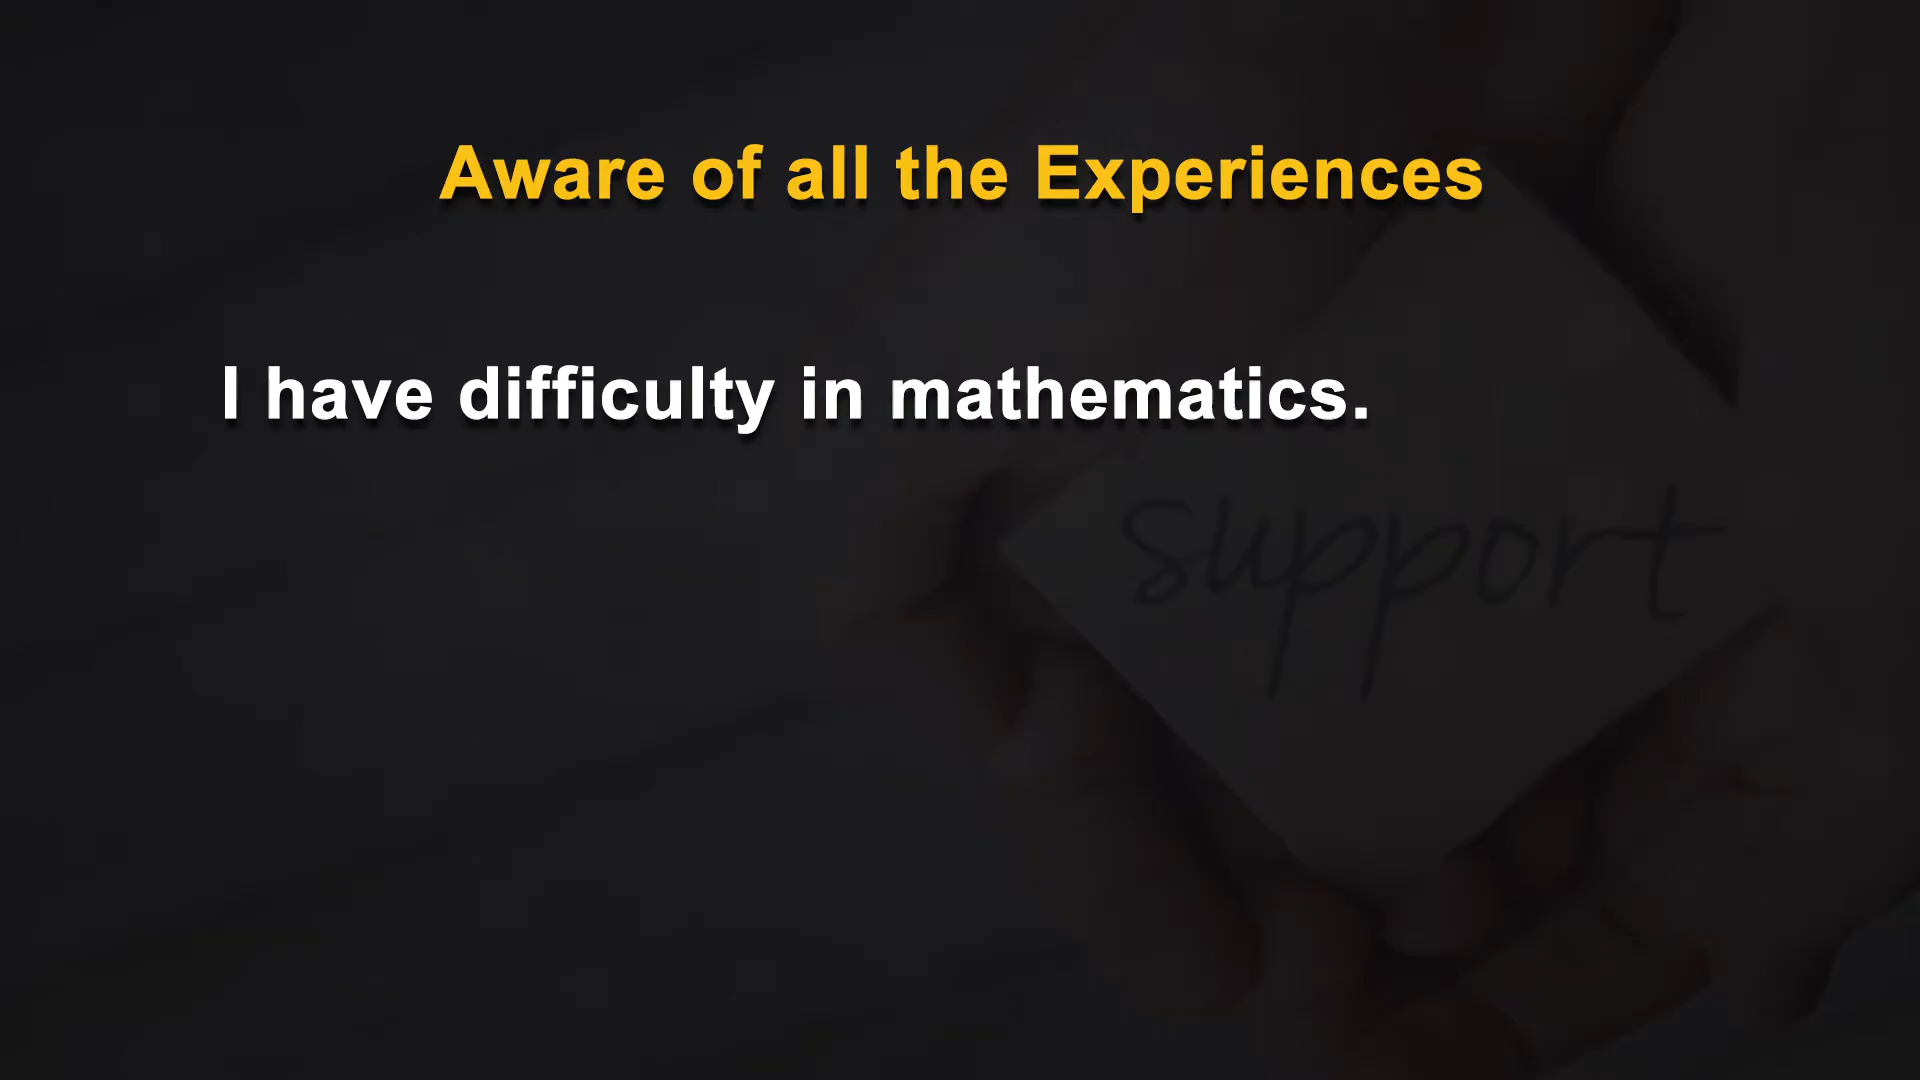 Aware of all the Experiences
I have difficulty in mathematics.
support